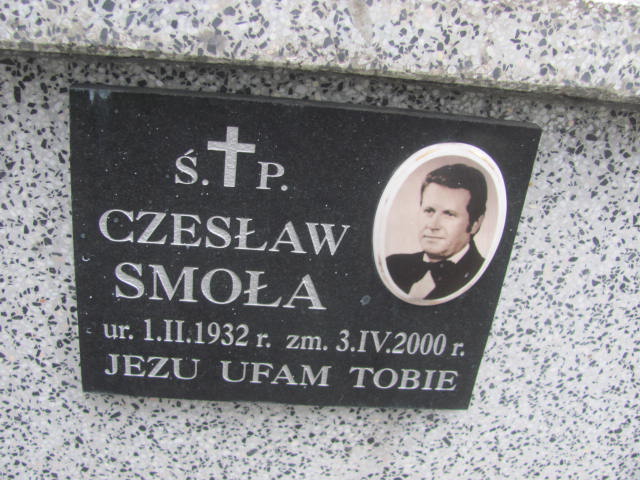 Ś. P.
CZESŁAW
SMOŁA
ur. 1.II.1932 r. zm. 3.IV.2000 r.
JEZU UFAM TOBIE